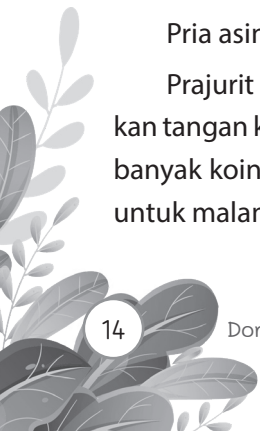 Pria asin
Prajurit
kan tangan k
banyak koin
untuk malan
14
Dor